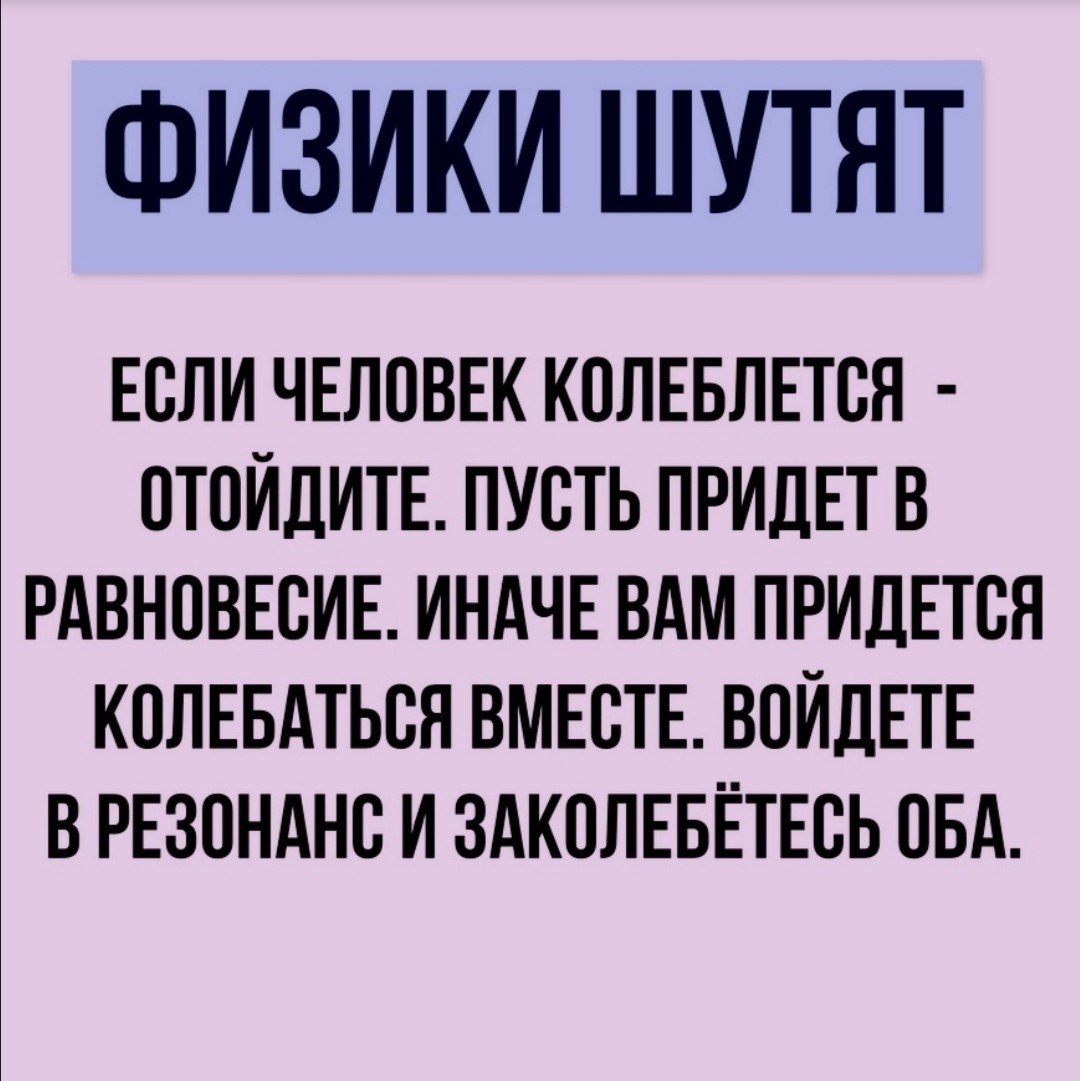 ФИЗИКИ ШУТЯТ
ЕСЛИ ЧЕЛОВЕК КОЛЕБЛЕТСЯ -
ОТОЙДИТЕ. ПУСТЬ ПРИДЕТ В
РАВНОВЕСИЕ. ИНАЧЕ ВАМ ПРИДЕТСЯ
КОЛЕБАТЬСЯ ВМЕСТЕ. ВОЙДЕТЕ
В РЕЗОНАНС И ЗАКОЛЕБЁТЕСЬ ОБА.